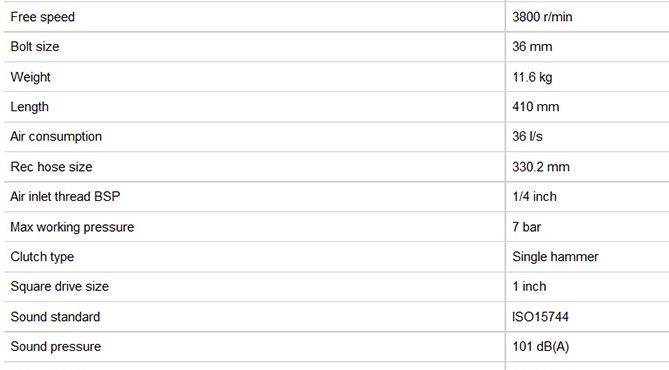 Free speed 3800 r/min
Bolt size 36 mm
Weight 11.6 kg
Length 410 mm
Air consumption 36 l/s
Rec hose size 330.2 mm
Air inlet thread BSP 1/4 inch
Max working pressure 7 bar
Clutch type Single hammer
Square drive size 1 inch
Sound standard ISO15744
Sound pressure 101 dB(A)